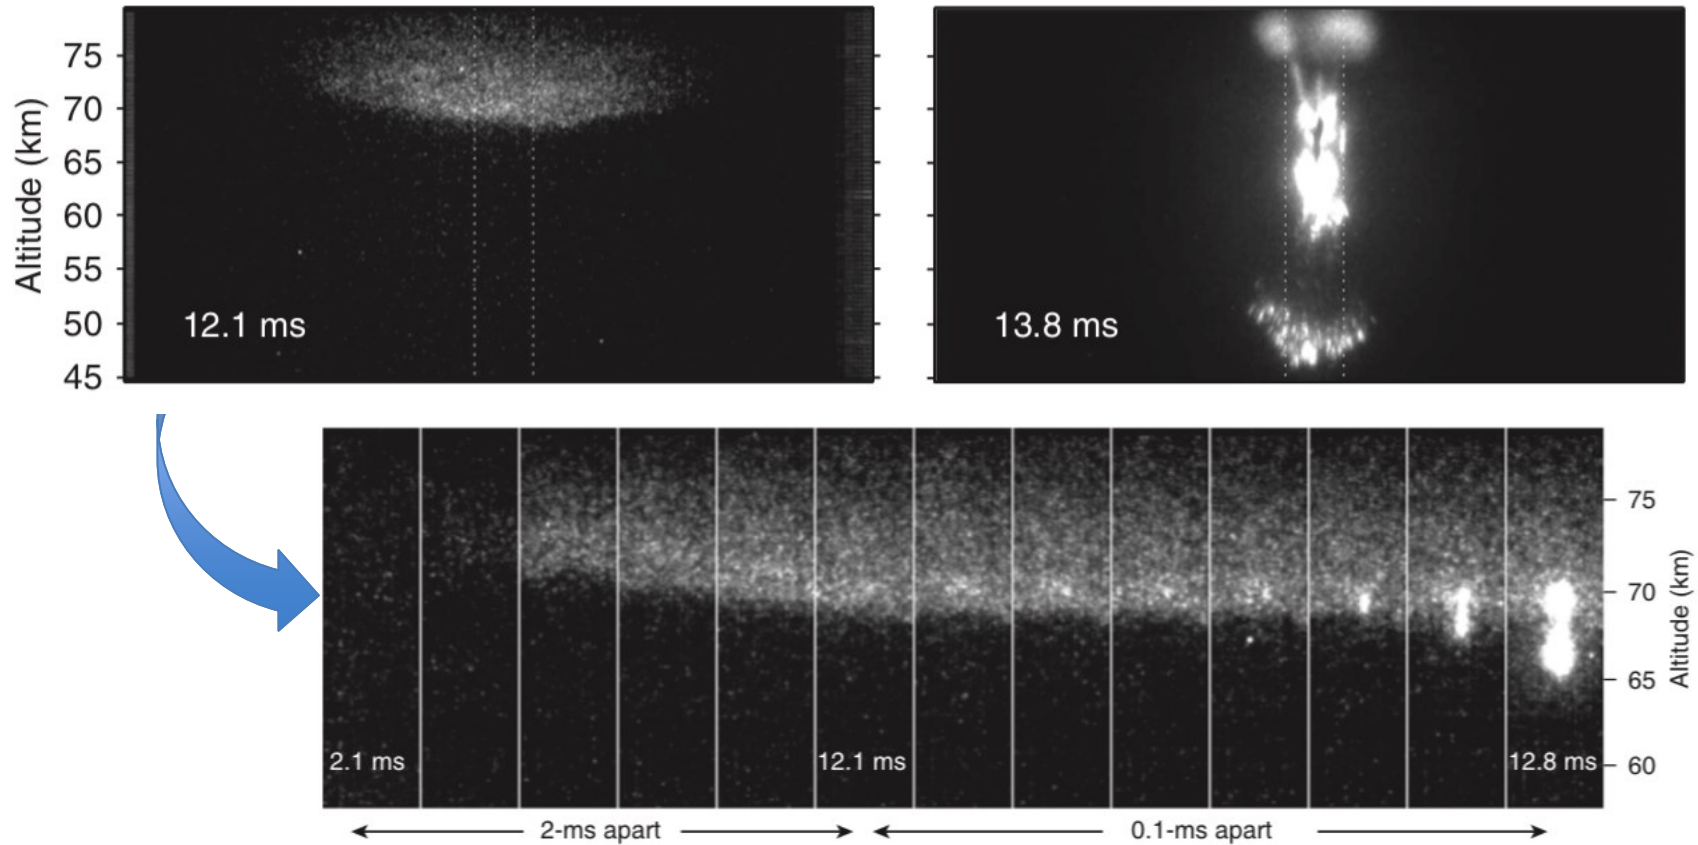 Altitude (km)
75
70
65
60
55
50
45
12.1 ms
13.8 ms
2.1 ms
12.1 ms
12.8 ms
75
70
65
60
Altitude (km)
2-ms apart
0.1-ms apart